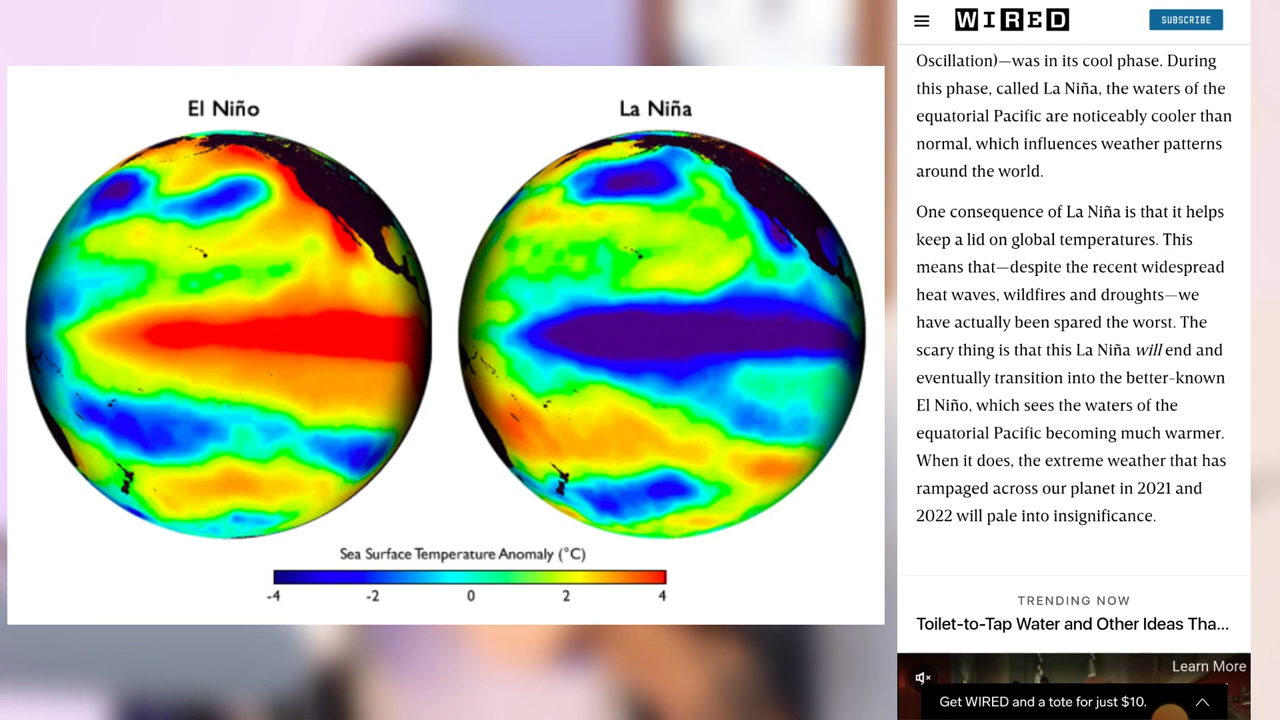 El Niño
La Niña
Sea Surface Temperature Anomaly (°C)
-4 -2 0 2 4
WIRED
SUBSCRIBE
Oscillation)—was in its cool phase. During
this phase, called La Niña, the waters of the
equatorial Pacific are noticeably cooler than
normal, which influences weather patterns
around the world.
One consequence of La Niña is that it helps
keep a lid on global temperatures. This
means that—despite the recent widespread
heat waves, wildfires and droughts—we
have actually been spared the worst. The
scary thing is that this La Niña will end and
eventually transition into the better-known
El Niño, which sees the waters of the
equatorial Pacific becoming much warmer.
When it does, the extreme weather that has
rampaged across our planet in 2021 and
2022 will pale into insignificance.
TRENDING NOW
Toilet-to-Tap Water and Other Ideas Tha...
Learn More
Get WIRED and a tote for just $10.